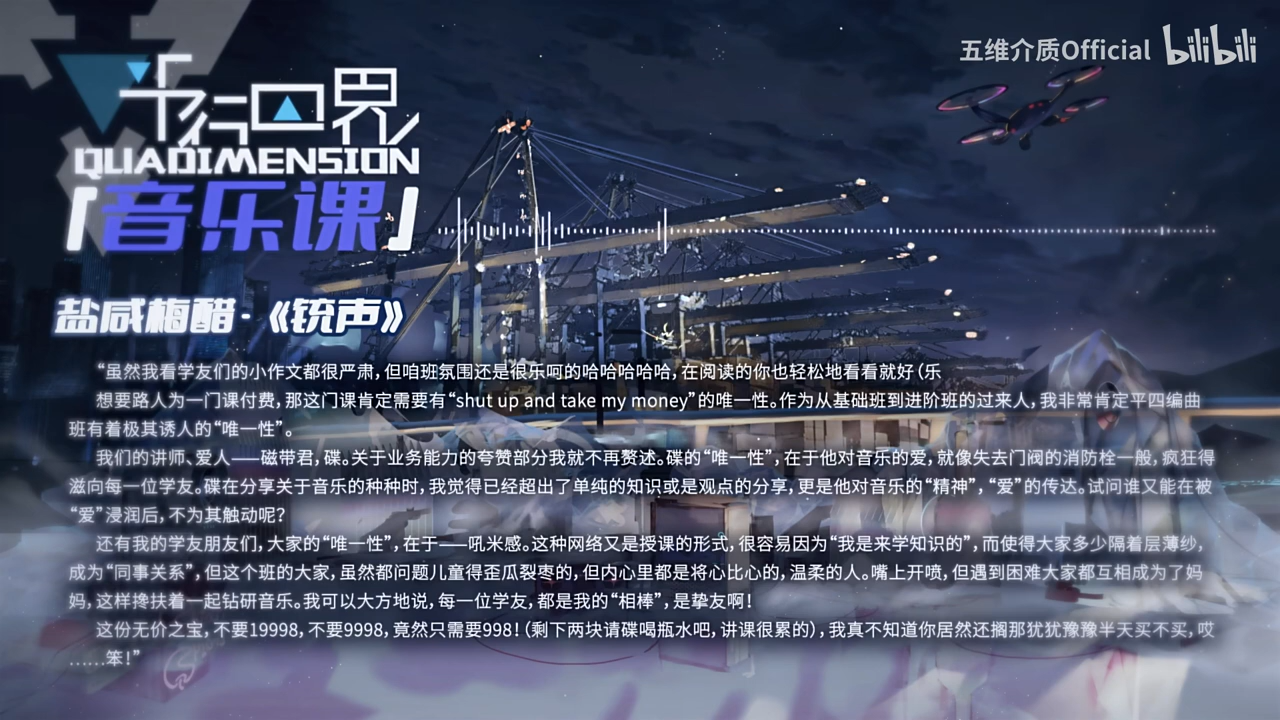 五维介质Official bilibili
平行四界
QUADIMENSION
「音乐课」
盐咸梅醋·《铳声》
“虽然我看学友们的小作文都很严肃，但咱班氛围还是很乐呵的哈哈哈哈哈，在阅读的你也轻松地看看就好（乐
想要路人为一门课付费，那这门课肯定需要有“shut up and take my money”的唯一性。作为从基础班到进阶班的过来人，我非常肯定平四编曲
班有着极其诱人的“唯一性”。
我们的讲师、爱人——磁带君，碟。关于业务能力的夸赞部分我就不再赘述。碟的“唯一性”，在于他对音乐的爱，就像失去门阀的消防栓一般，疯狂得
滋向每一位学友。碟在分享关于音乐的种种时，我觉得已经超出了单纯的知识或是观点的分享，更是他对音乐的“精神”，“爱”的传达。试问谁又能在被
“爱”浸润后，不为其触动呢？
还有我的学友朋友们，大家的“唯一性”，在于——吼米感。这种网络又是授课的形式，很容易因为“我是来学知识的”，而使得大家多少隔着层薄纱，
成为“同事关系”，但这个班的大家，虽然都问题儿童得歪瓜裂枣的，但内心里都是将心比心的，温柔的人。嘴上开喷，但遇到困难大家都互相成为了妈
妈，这样搀扶着一起钻研音乐。我可以大方地说，每一位学友，都是我的“相棒”，是挚友啊！
这份无价之宝，不要19998，不要9998，竟然只需要998！（剩下两块请碟喝瓶水吧，讲课很累的），我真不知道你居然还搁那犹犹豫豫半天买不买，哎
……笨！”